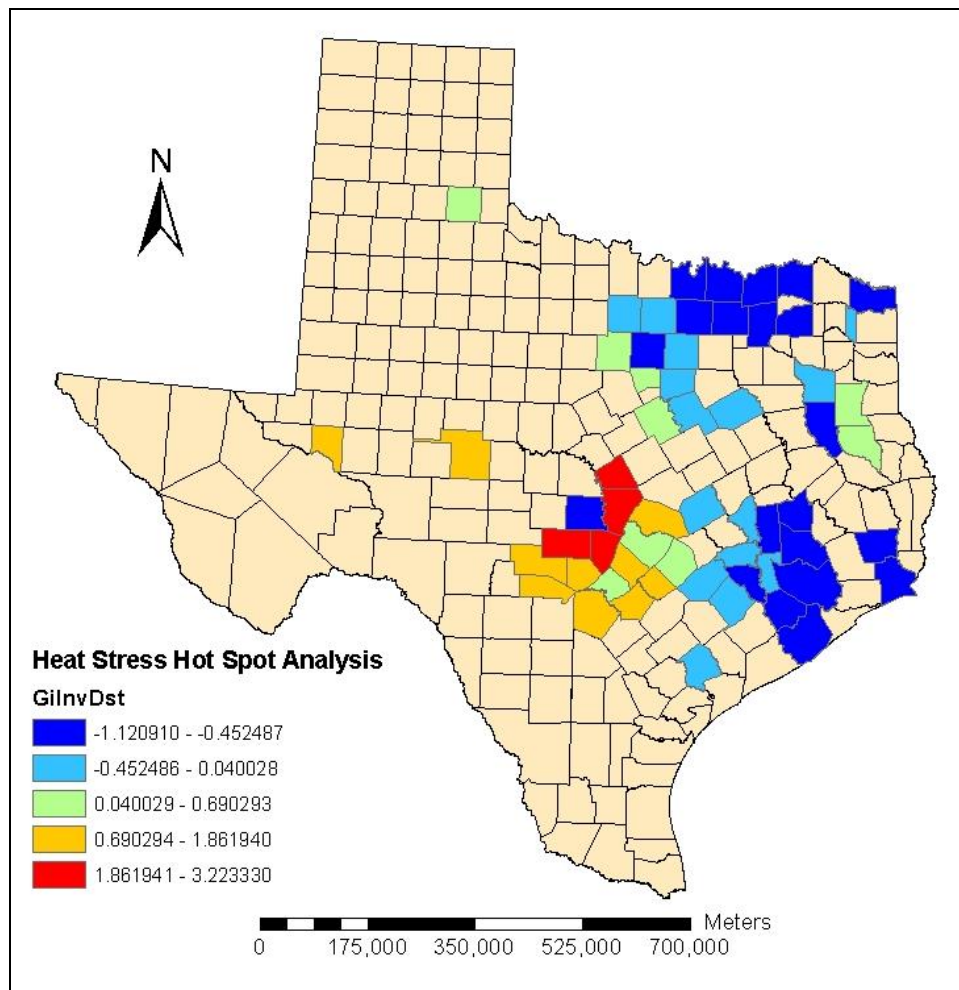 N
Heat Stress Hot Spot Analysis
GiInvDst
-1.120910 - -0.452487
-0.452486 - 0.040028
0.040029 - 0.690293
0.690294 - 1.861940
1.861941 - 3.223330
Meters
0 175,000 350,000 525,000 700,000